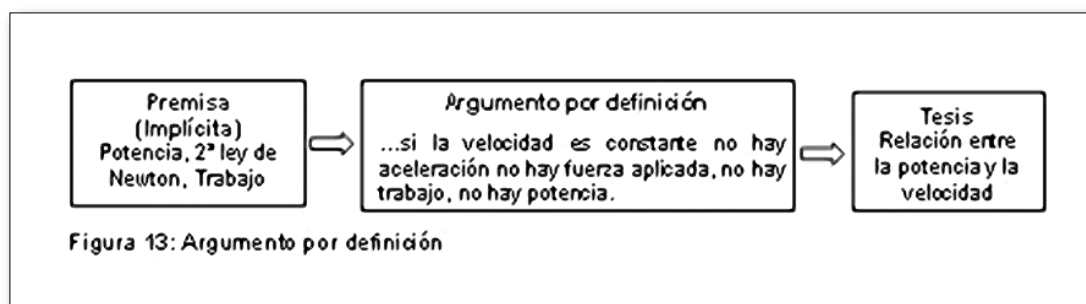 Premisa
(Implícita)
Potencia, 2ª ley de
Newton, Trabajo
Argumento por definición
...si la velocidad es constante no hay
aceleración no hay fuerza aplicada, no hay
trabajo, no hay potencia.
Tesis
Relación entre
la potencia y la
velocidad
Figura 13: Argumento por definición